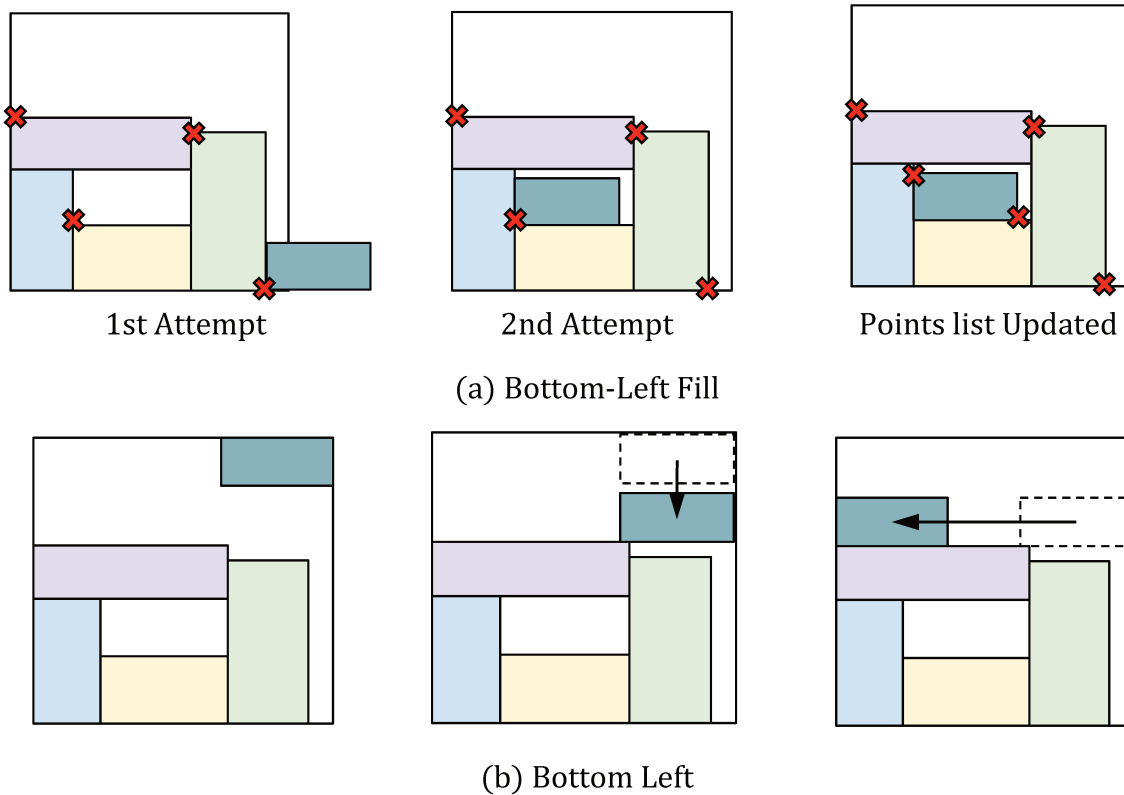 1st Attempt
2nd Attempt
Points list Updated
(a) Bottom-Left Fill
(b) Bottom Left